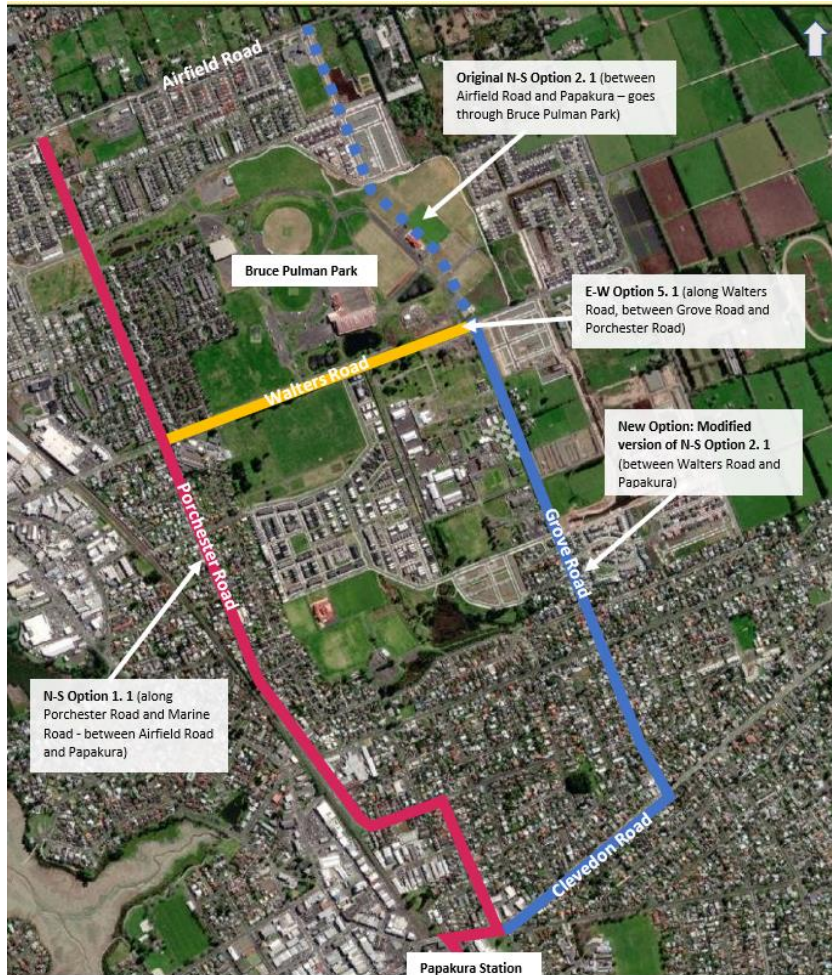 Airfield Road
Original N-S Option 2. 1 (between
Airfield Road and Papakura – goes
through Bruce Pulman Park)
Bruce Pulman Park
E-W Option 5. 1 (along Walters
Road, between Grove Road and
Porchester Road)
Walters Road
New Option: Modified
version of N-S Option 2. 1
(between Walters Road and
Papakura)
Porchester Road
Grove Road
N-S Option 1. 1 (along
Porchester Road and Marine
Road - between Airfield Road
and Papakura)
Clevedon Road
Papakura Station